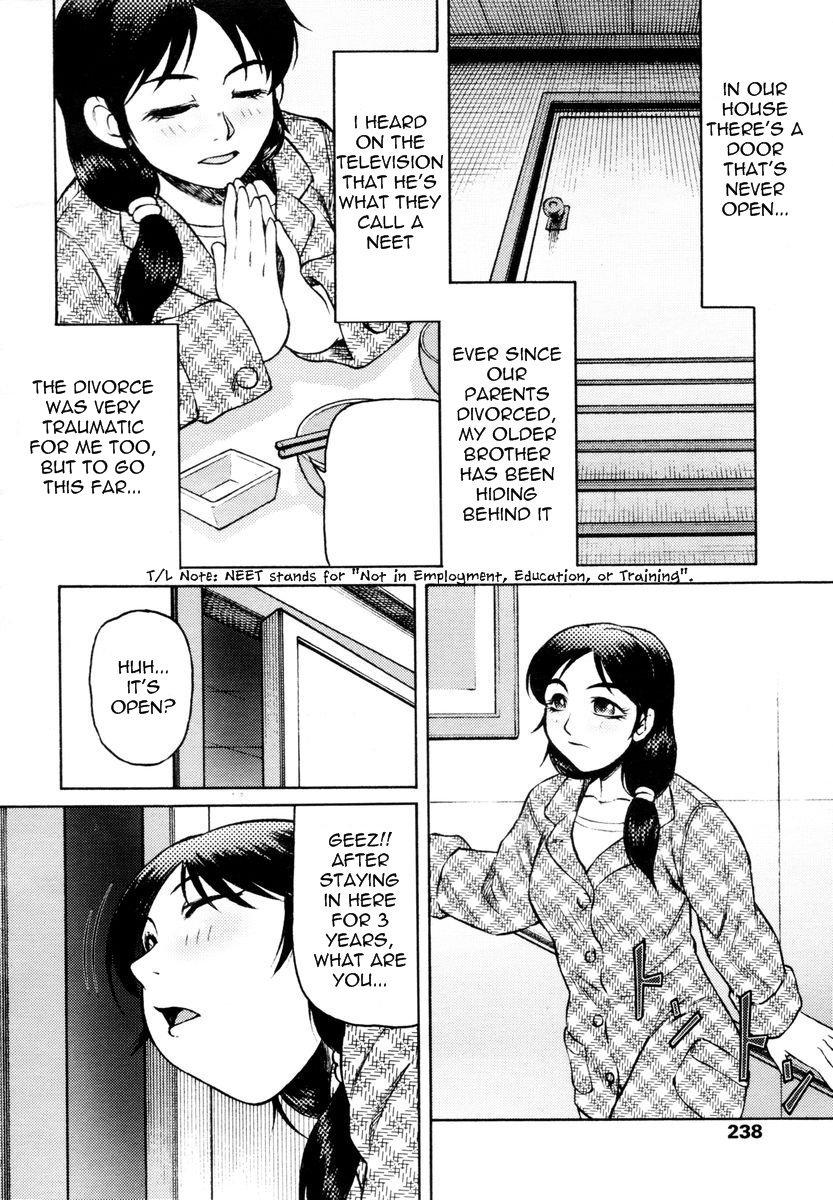 IN OUR
HOUSE
THERE'S A
DOOR
THAT'S
NEVER
OPEN...
EVER SINCE
OUR
PARENTS
DIVORCED,
MY OLDER
BROTHER
HAS BEEN
HIDING
BEHIND IT
I HEARD
ON THE
TELEVISION
THAT HE'S
WHAT THEY
CALL A
NEET
THE DIVORCE
WAS VERY
TRAUMATIC
FOR ME TOO,
BUT TO GO
THIS FAR...
T/L Note: NEET stands for "Not in Employment, Education, or Training".
ト
ン
ト
ン
HUH...
IT'S
OPEN?
GEEZ!!
AFTER
STAYING
IN HERE
FOR 3
YEARS,
WHAT ARE
YOU...
238